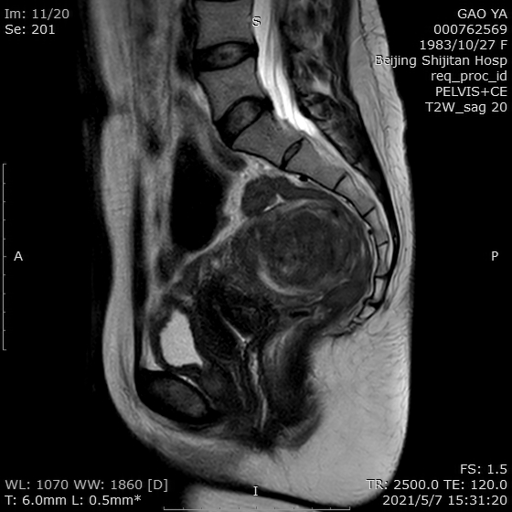 Im: 11/20
Se: 201
S
GAO YA
000762569
1983/10/27 F
Beijing Shijitan Hosp
req_proc_id
PELVIS+CE
T2W_sag 20
A
P
I
WL: 1070 WW: 1860 [D]
T: 6.0mm L: 0.5mm*
FS: 1.5
TR: 2500.0 TE: 120.0
2021/5/7 15:31:20